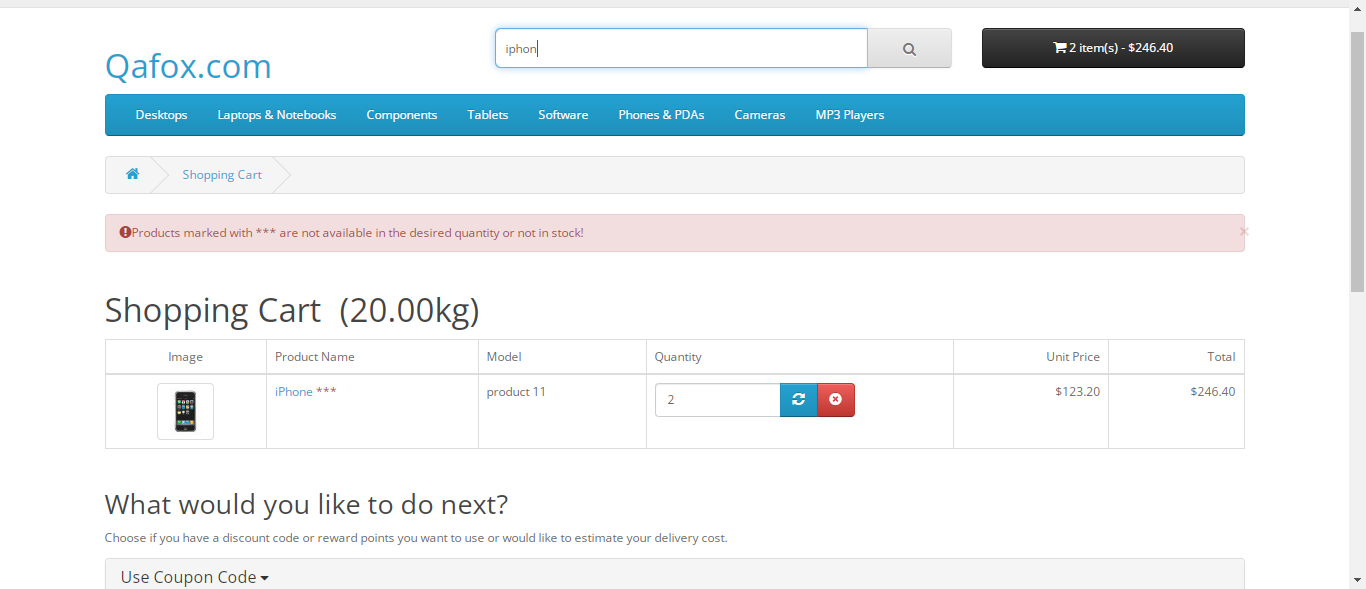 iphon
2 item(s) - $246.40
Qafox.com
Desktops Laptops & Notebooks Components Tablets Software Phones & PDAs Cameras MP3 Players
Shopping Cart
Products marked with *** are not available in the desired quantity or not in stock!
×
Shopping Cart (20.00kg)
Image Product Name Model Quantity Unit Price Total
iPhone *** product 11 2 $123.20 $246.40
What would you like to do next?
Choose if you have a discount code or reward points you want to use or would like to estimate your delivery cost.
Use Coupon Code